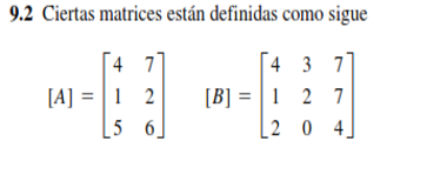 9.2 Ciertas matrices están definidas como sigue
[A] = [4 7; 1 2; 5 6] [B] = [4 3 7; 1 2 7; 2 0 4]